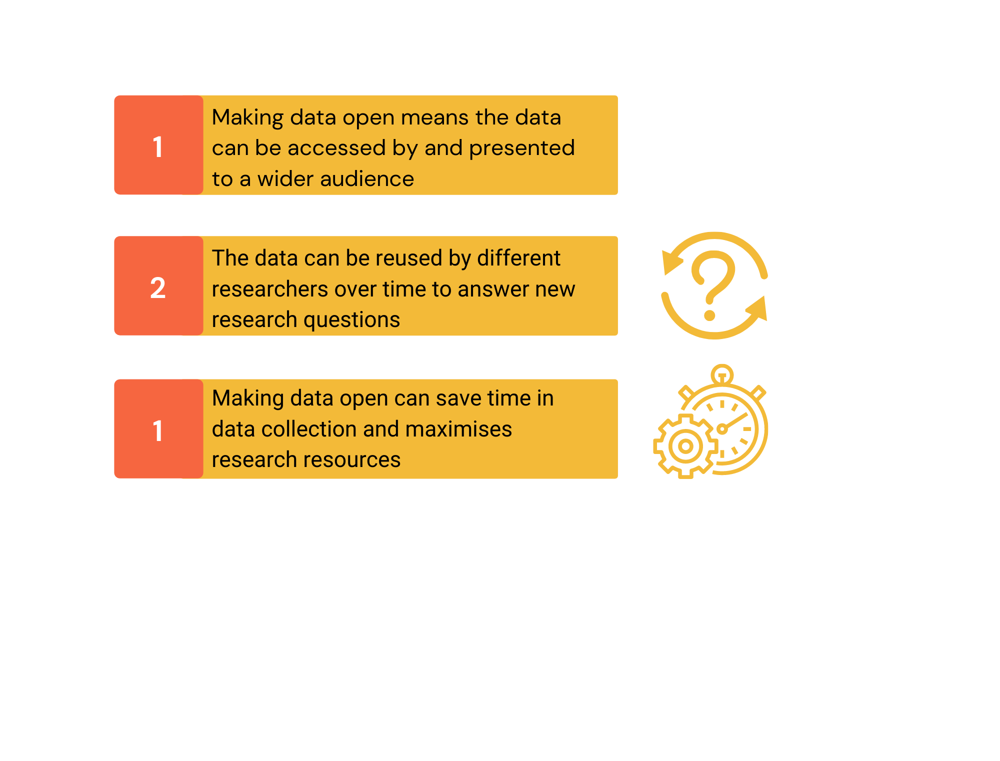 1
Making data open means the data
can be accessed by and presented
to a wider audience
2
The data can be reused by different
researchers over time to answer new
research questions
1
Making data open can save time in
data collection and maximises
research resources